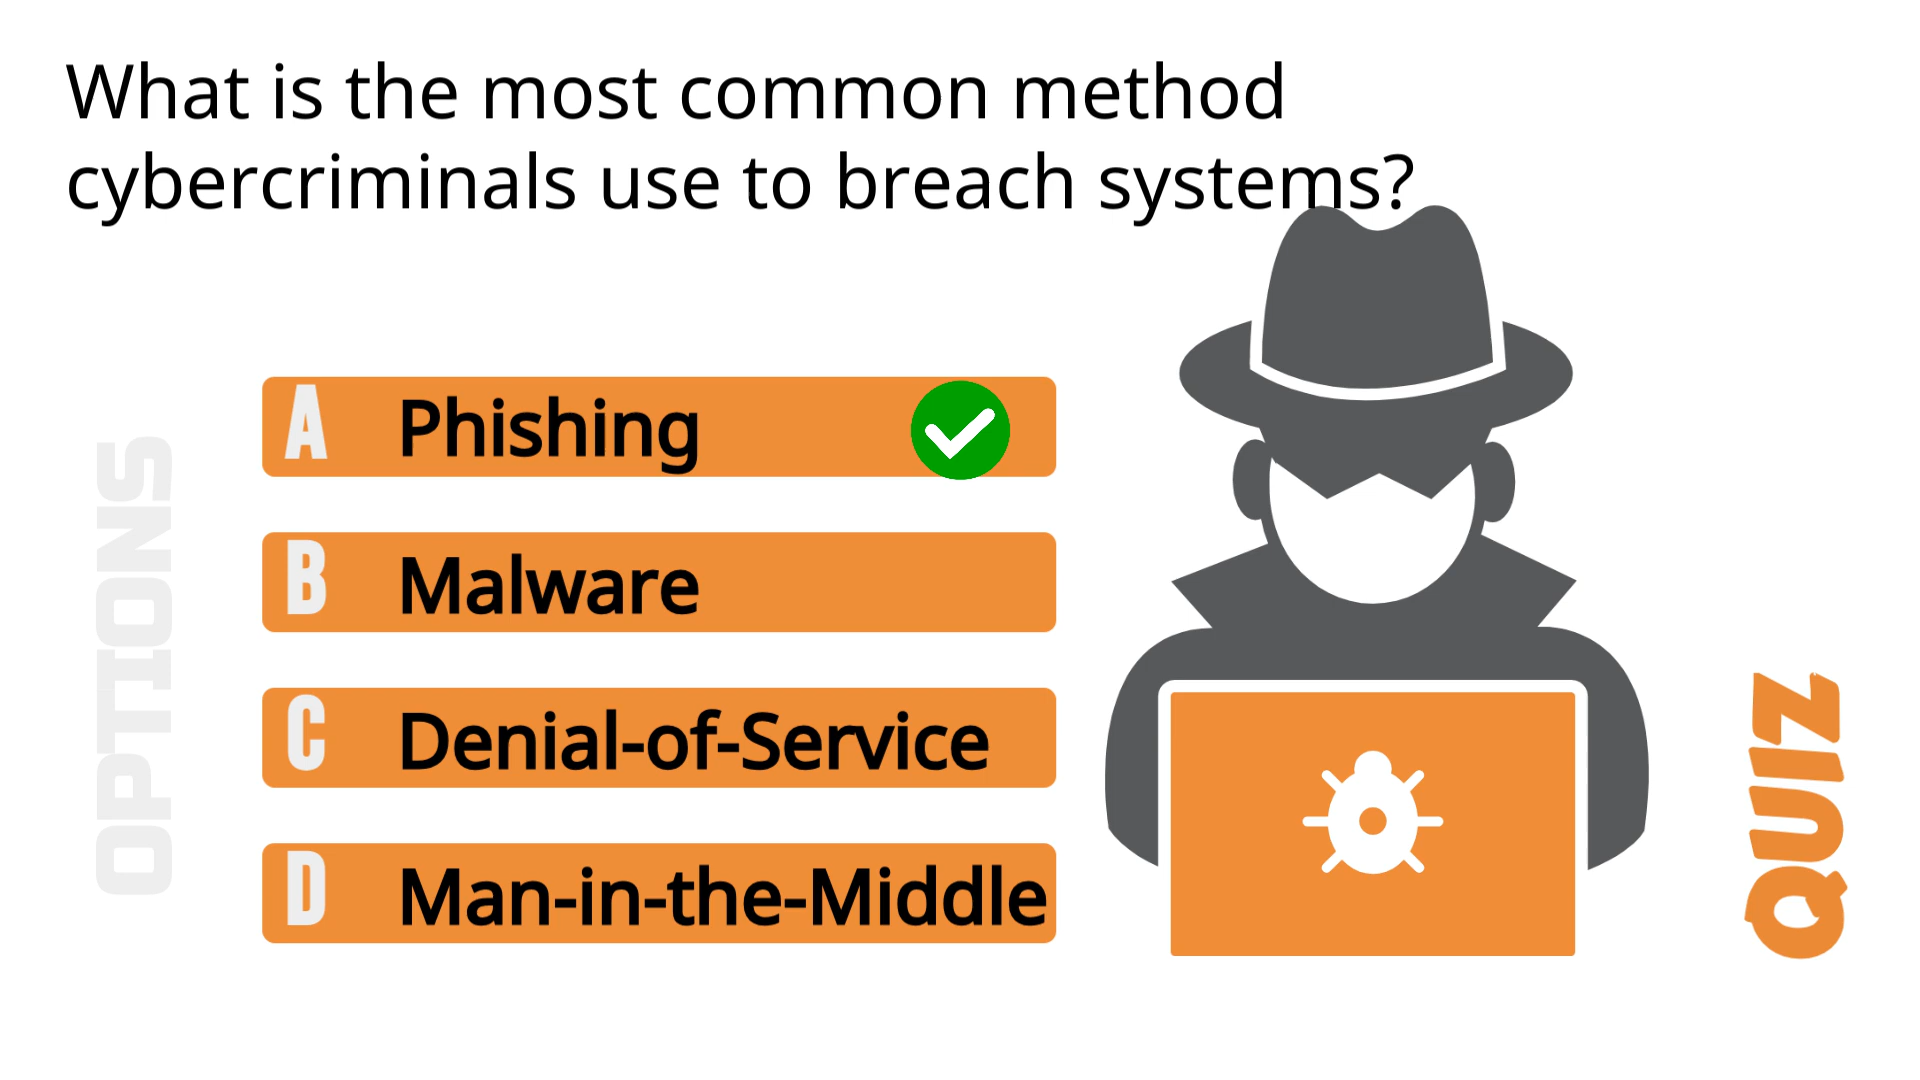 What is the most common method
cybercriminals use to breach systems?
OPTIONS
A Phishing
B Malware
C Denial-of-Service
D Man-in-the-Middle
QUIZ